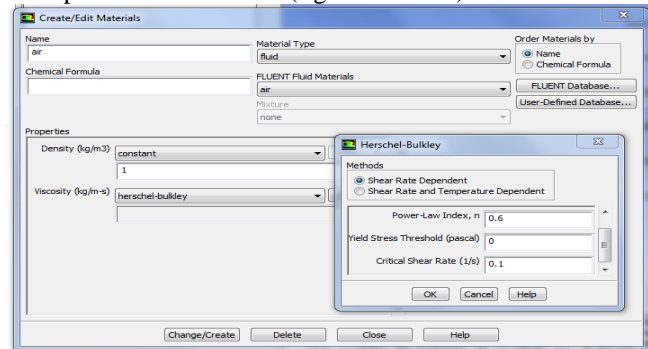 Create/Edit Materials
Name
air
Material Type
fluid
Order Materials by
Name
Chemical Formula
Chemical Formula
FLUENT Fluid Materials
air
FLUENT Database...
User-Defined Database...
Mixture
none
Properties
Density (kg/m3)
constant
1
Viscosity (kg/m-s)
herschel-bulkley
Herschel-Bulkley
Methods
Shear Rate Dependent
Shear Rate and Temperature Dependent
Power-Law Index, n
0.6
Yield Stress Threshold (pascal)
0
Critical Shear Rate (1/s)
0.1
OK
Cancel
Help
Change/Create
Delete
Close
Help